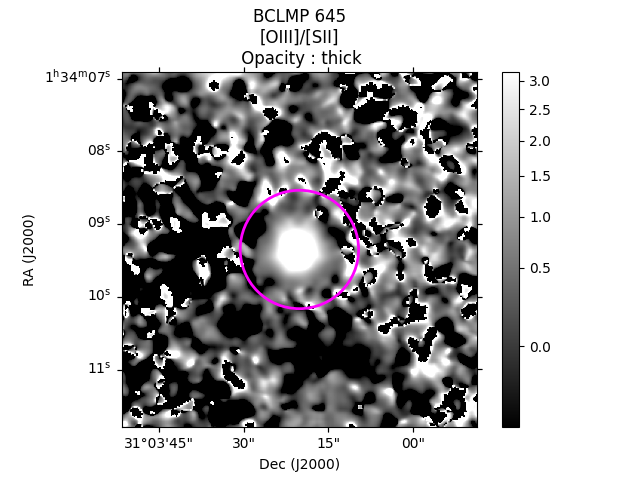 BCLMP 645
[OIII]/[SII]
Opacity : thick
1ʰ34ᵐ07ˢ
08ˢ
09ˢ
10ˢ
11ˢ
RA (J2000)
31°03'45"
30"
15"
00"
Dec (J2000)
3.0
2.5
2.0
1.5
1.0
0.5
0.0